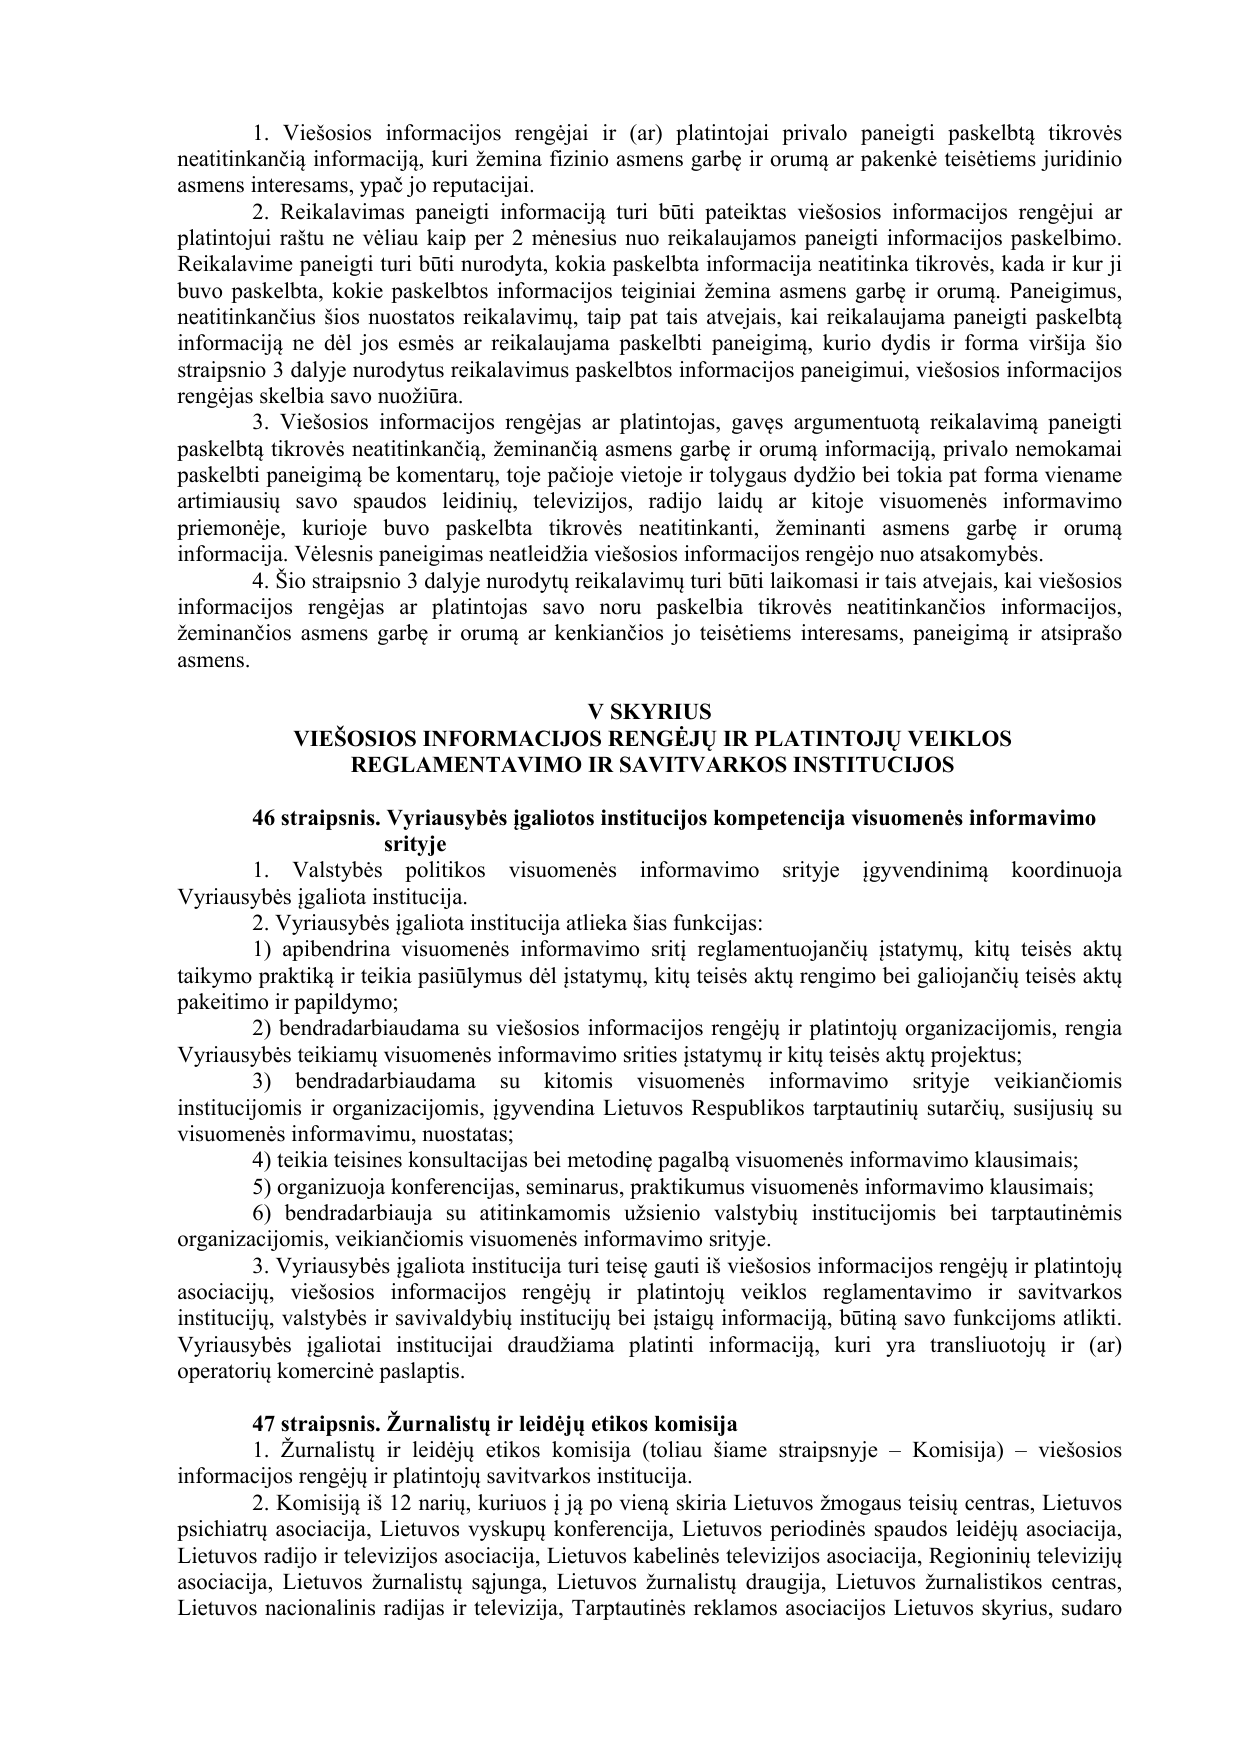 1. Viešosios informacijos rengėjai ir (ar) platintojai privalo paneigti paskelbtą tikrovės
neatitinkančią informaciją, kuri žemina fizinio asmens garbę ir orumą ar pakenkė teisėtiems juridinio
asmens interesams, ypač jo reputacijai.
2. Reikalavimas paneigti informaciją turi būti pateiktas viešosios informacijos rengėjui ar
platintojui raštu ne vėliau kaip per 2 mėnesius nuo reikalaujamos paneigti informacijos paskelbimo.
Reikalavime paneigti turi būti nurodyta, kokia paskelbta informacija neatitinka tikrovės, kada ir kur ji
buvo paskelbta, kokie paskelbtos informacijos teiginiai žemina asmens garbę ir orumą. Paneigimus,
neatitinkančius šios nuostatos reikalavimų, taip pat tais atvejais, kai reikalaujama paneigti paskelbtą
informaciją ne dėl jos esmės ar reikalaujama paskelbti paneigimą, kurio dydis ir forma viršija šio
straipsnio 3 dalyje nurodytus reikalavimus paskelbtos informacijos paneigimui, viešosios informacijos
rengėjas skelbia savo nuožiūra.
3. Viešosios informacijos rengėjas ar platintojas, gavęs argumentuotą reikalavimą paneigti
paskelbtą tikrovės neatitinkančią, žeminančią asmens garbę ir orumą informaciją, privalo nemokamai
paskelbti paneigimą be komentarų, toje pačioje vietoje ir tolygaus dydžio bei tokia pat forma viename
artimiausių savo spaudos leidinių, televizijos, radijo laidų ar kitoje visuomenės informavimo
priemonėje, kurioje buvo paskelbta tikrovės neatitinkanti, žeminanti asmens garbę ir orumą
informacija. Vėlesnis paneigimas neatleidžia viešosios informacijos rengėjo nuo atsakomybės.
4. Šio straipsnio 3 dalyje nurodytų reikalavimų turi būti laikomasi ir tais atvejais, kai viešosios
informacijos rengėjas ar platintojas savo noru paskelbia tikrovės neatitinkančios informacijos,
žeminančios asmens garbę ir orumą ar kenkiančios jo teisėtiems interesams, paneigimą ir atsiprašo
asmens.
V SKYRIUS
VIEŠOSIOS INFORMACIJOS RENGĖJŲ IR PLATINTOJŲ VEIKLOS
REGLAMENTAVIMO IR SAVITVARKOS INSTITUCIJOS
46 straipsnis. Vyriausybės įgaliotos institucijos kompetencija visuomenės informavimo
srityje
1. Valstybės politikos visuomenės informavimo srityje įgyvendinimą koordinuoja
Vyriausybės įgaliota institucija.
2. Vyriausybės įgaliota institucija atlieka šias funkcijas:
1) apibendrina visuomenės informavimo sritį reglamentuojančių įstatymų, kitų teisės aktų
taikymo praktiką ir teikia pasiūlymus dėl įstatymų, kitų teisės aktų rengimo bei galiojančių teisės aktų
pakeitimo ir papildymo;
2) bendradarbiaudama su viešosios informacijos rengėjų ir platintojų organizacijomis, rengia
Vyriausybės teikiamų visuomenės informavimo srities įstatymų ir kitų teisės aktų projektus;
3) bendradarbiaudama su kitomis visuomenės informavimo srityje veikiančiomis
institucijomis ir organizacijomis, įgyvendina Lietuvos Respublikos tarptautinių sutarčių, susijusių su
visuomenės informavimu, nuostatas;
4) teikia teisines konsultacijas bei metodinę pagalbą visuomenės informavimo klausimais;
5) organizuoja konferencijas, seminarus, praktikumus visuomenės informavimo klausimais;
6) bendradarbiauja su atitinkamomis užsienio valstybių institucijomis bei tarptautinėmis
organizacijomis, veikiančiomis visuomenės informavimo srityje.
3. Vyriausybės įgaliota institucija turi teisę gauti iš viešosios informacijos rengėjų ir platintojų
asociacijų, viešosios informacijos rengėjų ir platintojų veiklos reglamentavimo ir savitvarkos
institucijų, valstybės ir savivaldybių institucijų bei įstaigų informaciją, būtiną savo funkcijoms atlikti.
Vyriausybės įgaliotai institucijai draudžiama platinti informaciją, kuri yra transliuotojų ir (ar)
operatorių komercinė paslaptis.
47 straipsnis. Žurnalistų ir leidėjų etikos komisija
1. Žurnalistų ir leidėjų etikos komisija (toliau šiame straipsnyje – Komisija) – viešosios
informacijos rengėjų ir platintojų savitvarkos institucija.
2. Komisiją iš 12 narių, kuriuos į ją po vieną skiria Lietuvos žmogaus teisių centras, Lietuvos
psichiatrų asociacija, Lietuvos vyskupų konferencija, Lietuvos periodinės spaudos leidėjų asociacija,
Lietuvos radijo ir televizijos asociacija, Lietuvos kabelinės televizijos asociacija, Regioninių televizijų
asociacija, Lietuvos žurnalistų sąjunga, Lietuvos žurnalistų draugija, Lietuvos žurnalistikos centras,
Lietuvos nacionalinis radijas ir televizija, Tarptautinės reklamos asociacijos Lietuvos skyrius, sudaro